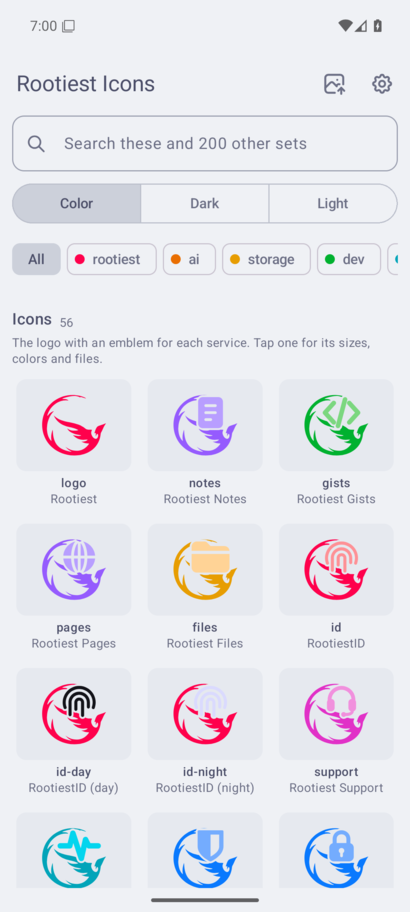 7:00
Rootiest Icons
Search these and 200 other sets
Color Dark Light
All rootiest ai storage dev
Icons 56
The logo with an emblem for each service. Tap one for its sizes,
colors and files.
logo notes gists
Rootiest Rootiest Notes Rootiest Gists
pages files id
Rootiest Pages Rootiest Files RootiestID
id-day id-night support
RootiestID (day) RootiestID (night) Rootiest Support